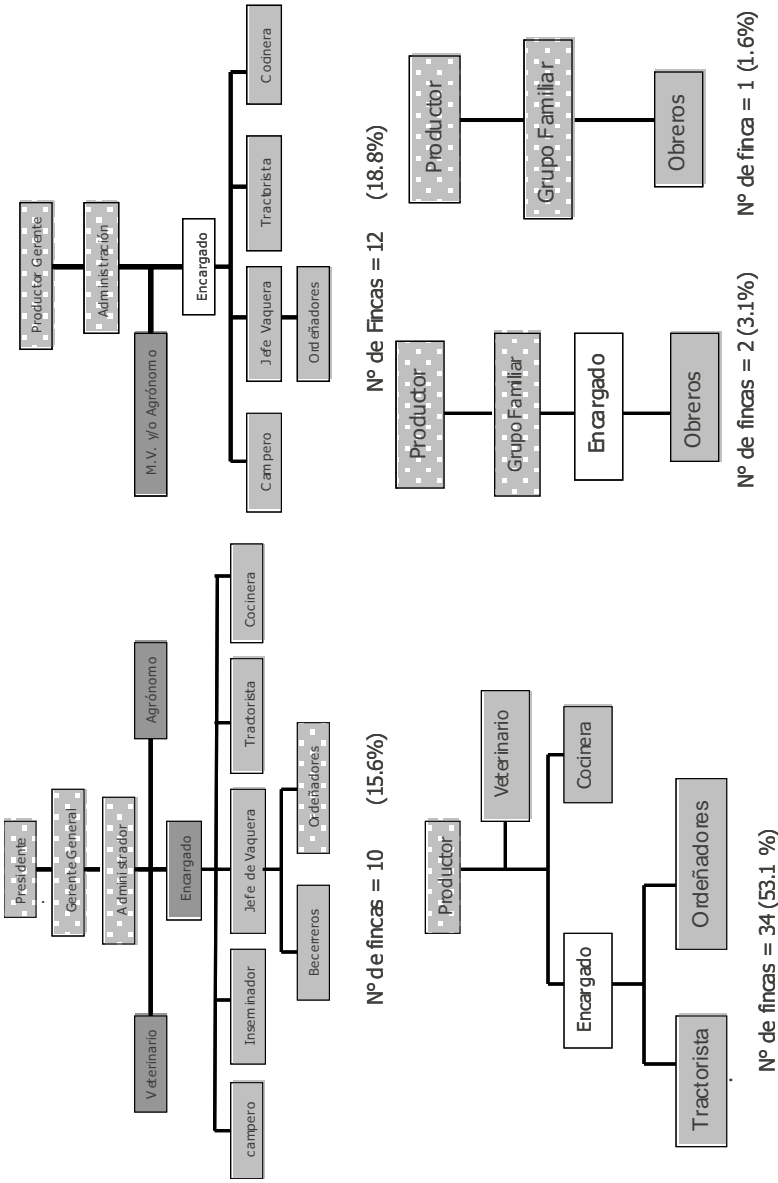 Presidente
.
Gerente General
Administrador
Veterinario
Agrónomo
Encargado
campero
Inseminador
Jefe de Vaquera
Tractorista
Cocinera
Becerreros
Ordeñadores
Nº de fincas = 10 (15.6%)
Productor Gerente
Administración
M.V. y/o Agrónomo
Encargado
Campero
Jefe Vaquera
Tractorista
Cocinera
Ordeñadores
Nº de Fincas = 12 (18.8%)
Productor
Veterinario
Encargado
Cocinera
Tractorista
Ordeñadores
.
Nº de fincas = 34 (53.1 %)
Productor
Grupo Familiar
Encargado
Obreros
Nº de fincas = 2 (3.1%)
Productor
Grupo Familiar
Obreros
Nº de finca = 1 (1.6%)